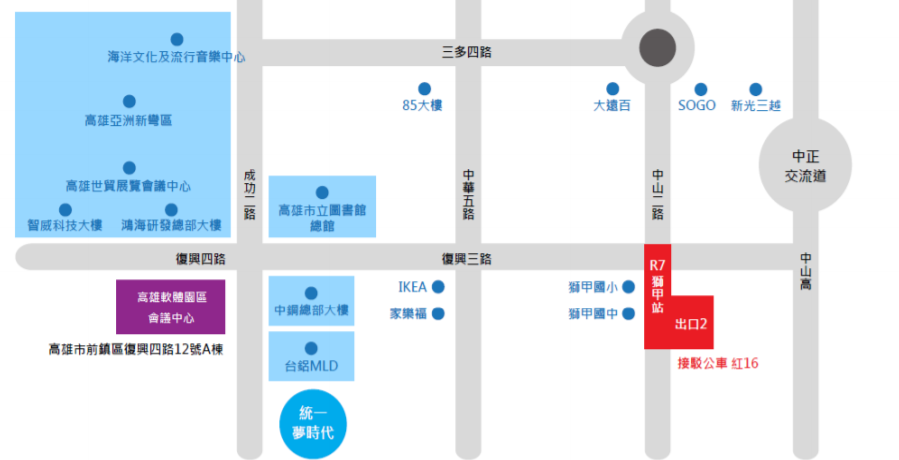 三多四路
海洋文化及流行音樂中心
85大樓
大遠百
SOGO
新光三越
高雄亞洲新灣區
中正
交流道
高雄世貿展覽會議中心
成功二路
中華五路
中山二路
高雄市立圖書館
總館
智威科技大樓
鴻海研發總部大樓
復興四路
復興三路
中山高
R7
獅甲站
IKEA
獅甲國小
高雄軟體園區
會議中心
中鋼總部大樓
家樂福
獅甲國中
出口2
高雄市前鎮區復興四路12號A棟
台鋁MLD
接駁公車 紅16
統一
夢時代